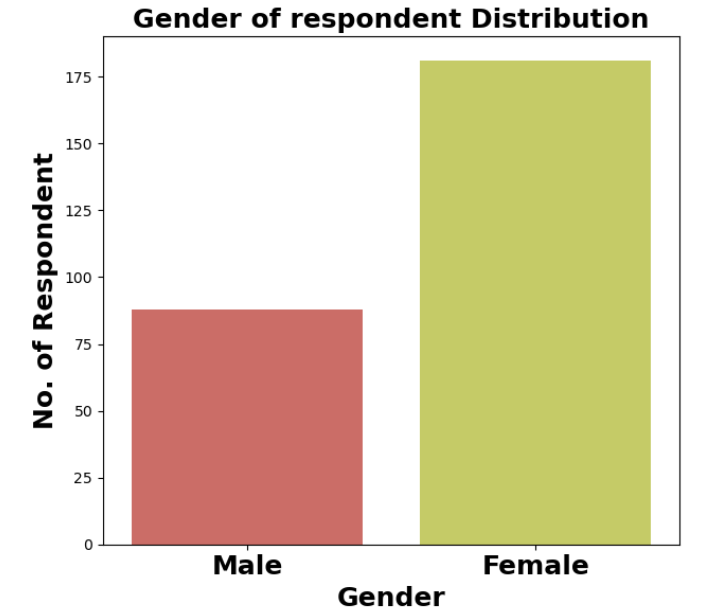 Gender of respondent Distribution
No. of Respondent
175
150
125
100
75
50
25
0
Male Female
Gender